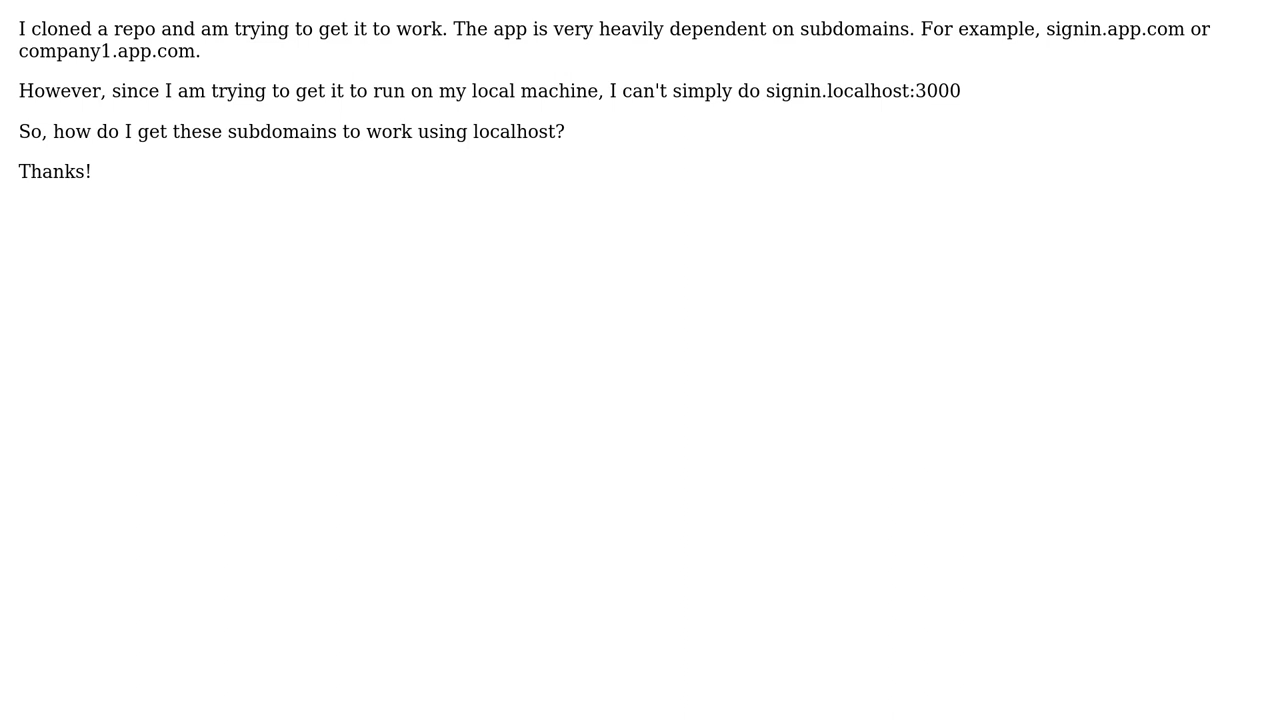 I cloned a repo and am trying to get it to work. The app is very heavily dependent on subdomains. For example, signin.app.com or
company1.app.com.
However, since I am trying to get it to run on my local machine, I can't simply do signin.localhost:3000
So, how do I get these subdomains to work using localhost?
Thanks!